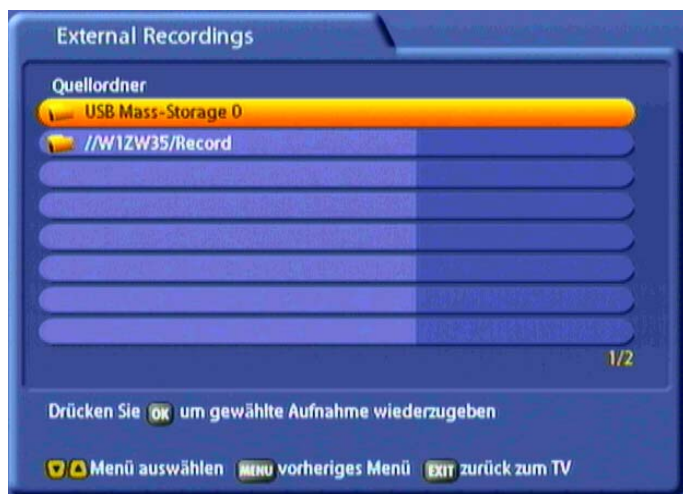 External Recordings
Quellordner
USB Mass-Storage 0
//W1ZW35/Record
1/2
Drücken Sie OK um gewählte Aufnahme wiederzugeben
Menü auswählen MENU vorheriges Menü EXIT zurück zum TV